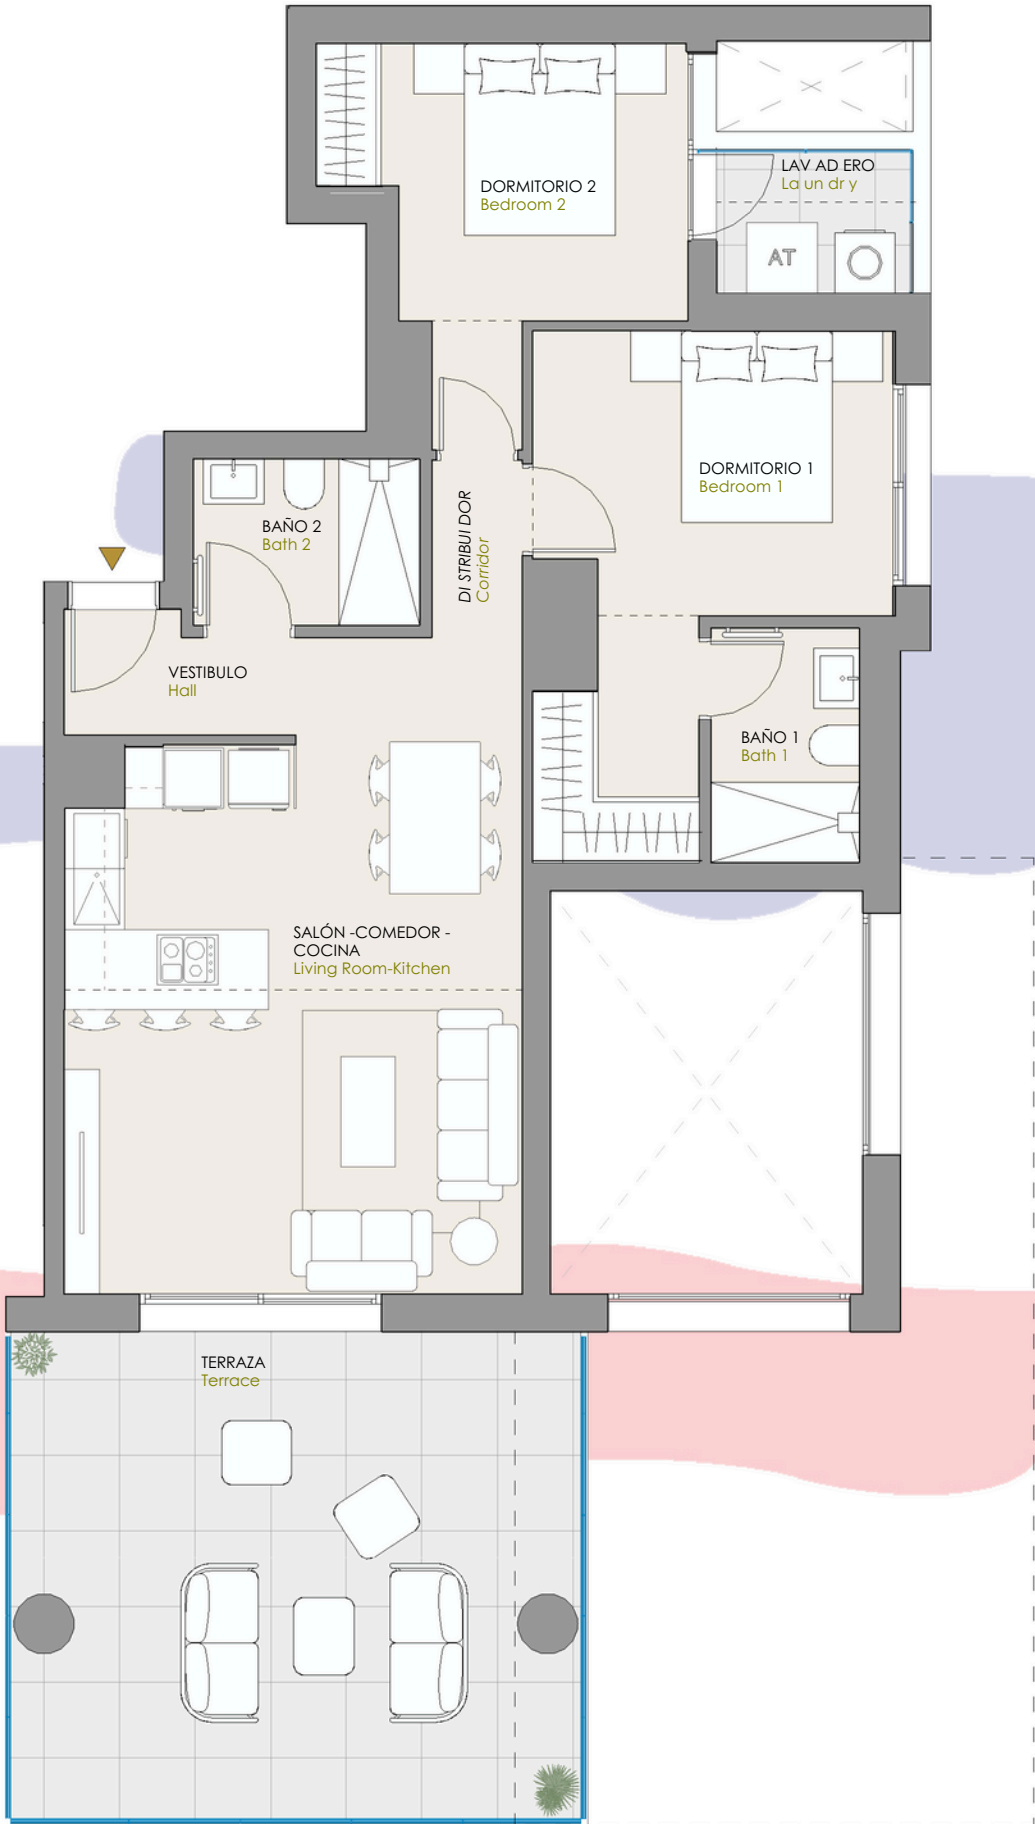 LAV AD ERO
La un dr y
DORMITORIO 2
Bedroom 2
AT
DORMITORIO 1
Bedroom 1
BAÑO 2
Bath 2
DI STRIBUI DOR
Corridor
VESTIBULO
Hall
BAÑO 1
Bath 1
SALÓN -COMEDOR -
COCINA
Living Room-Kitchen
TERRAZA
Terrace